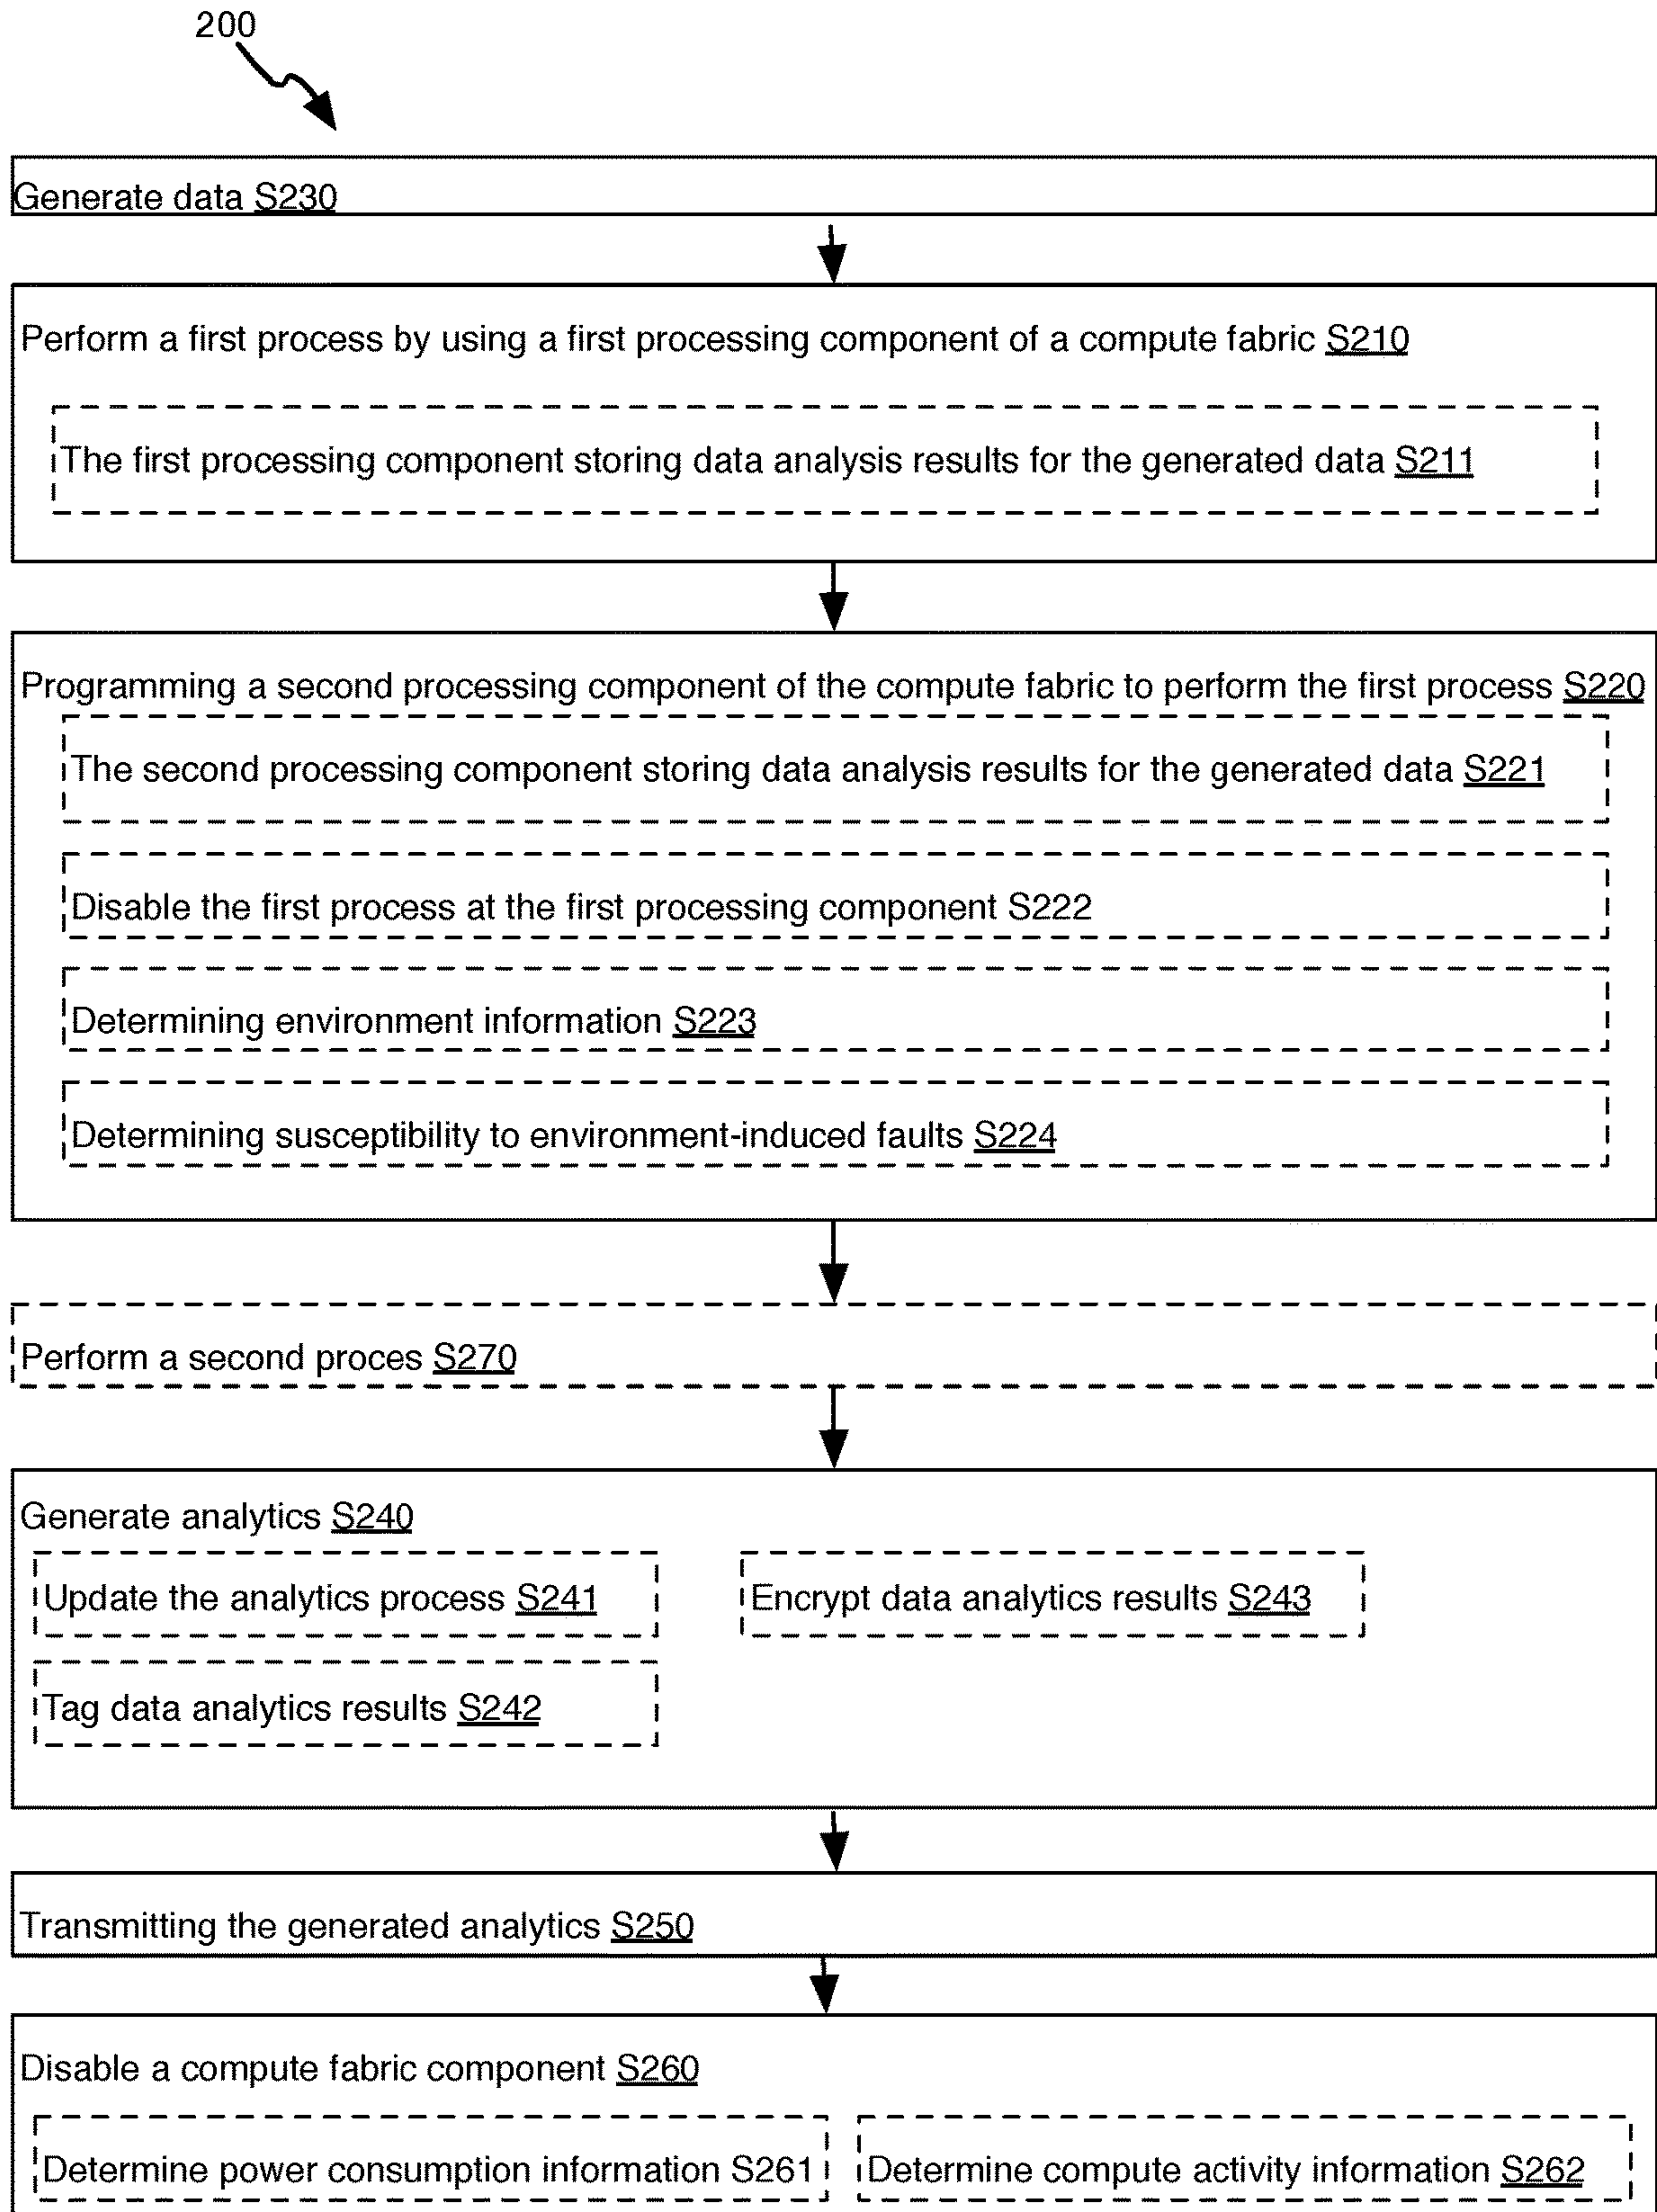 200
Generate data S230
Perform a first process by using a first processing component of a compute fabric S210
The first processing component storing data analysis results for the generated data S211
Programming a second processing component of the compute fabric to perform the first process S220
The second processing component storing data analysis results for the generated data S221
Disable the first process at the first processing component S222
Determining environment information S223
Determining susceptibility to environment-induced faults S224
Perform a second proces S270
Generate analytics S240
Update the analytics process S241
Encrypt data analytics results S243
Tag data analytics results S242
Transmitting the generated analytics S250
Disable a compute fabric component S260
Determine power consumption information S261
Determine compute activity information S262